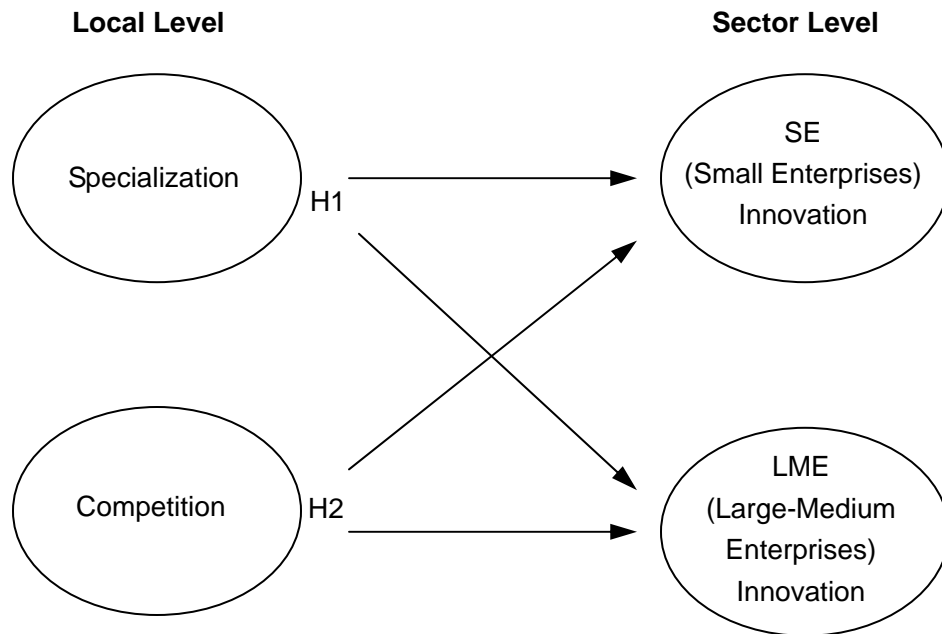 Local Level
Sector Level
Specialization
H1
SE
(Small Enterprises)
Innovation
Competition
H2
LME
(Large-Medium
Enterprises)
Innovation